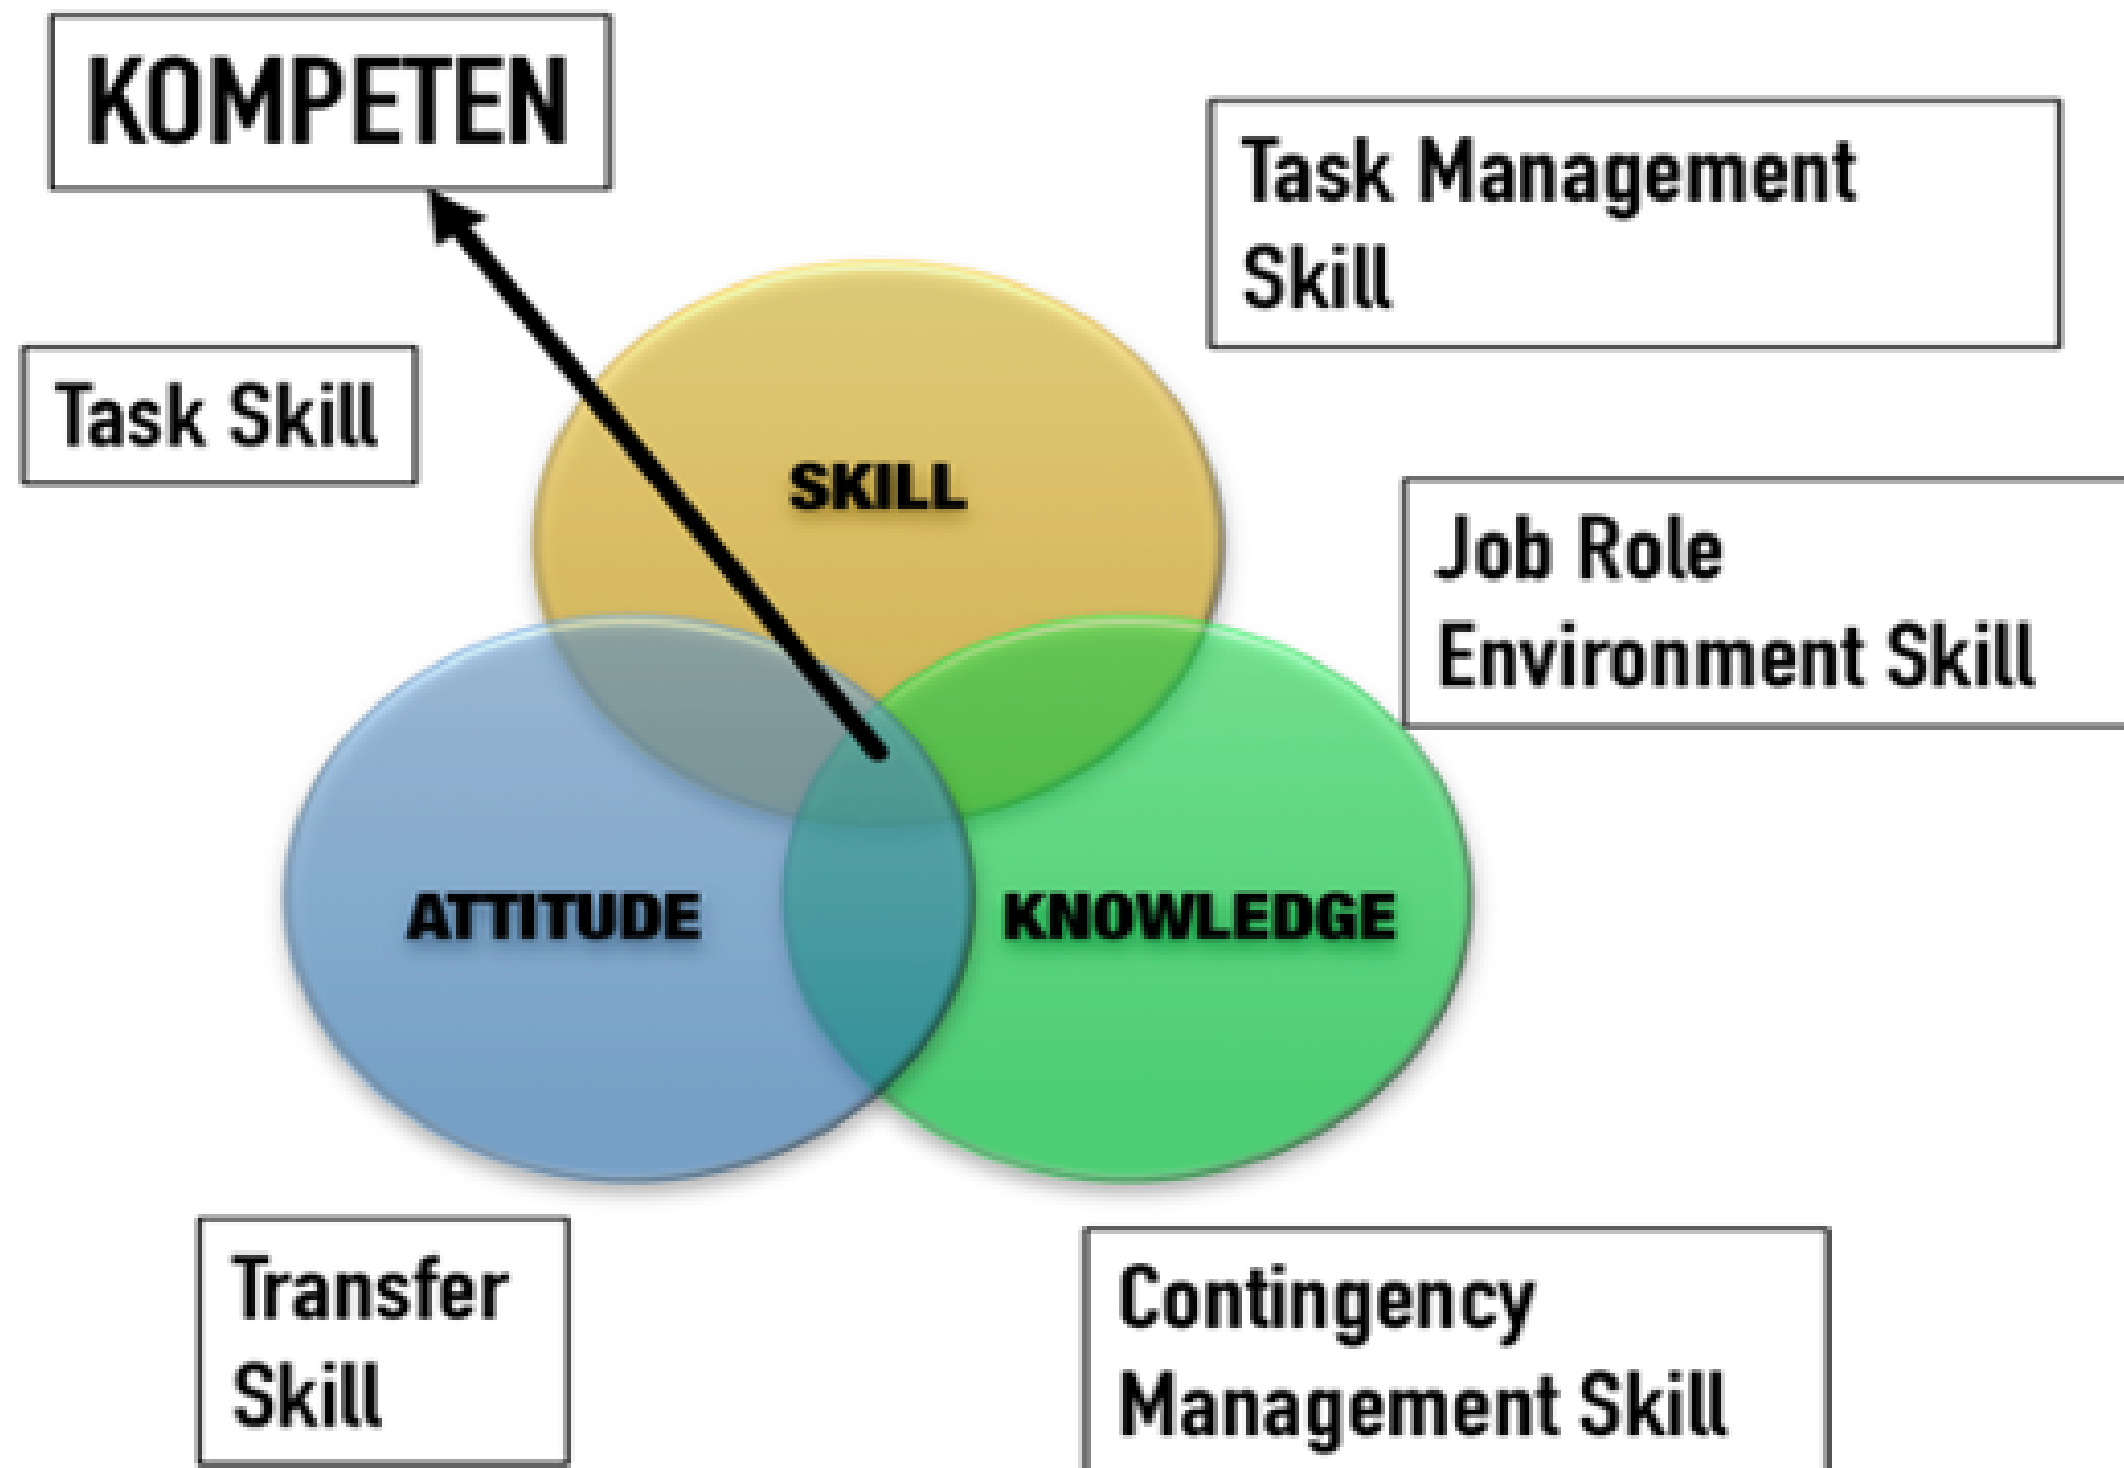 KOMPETEN
Task Management
Skill
Task Skill
SKILL
Job Role
Environment Skill
ATTITUDE
KNOWLEDGE
Transfer
Skill
Contingency
Management Skill